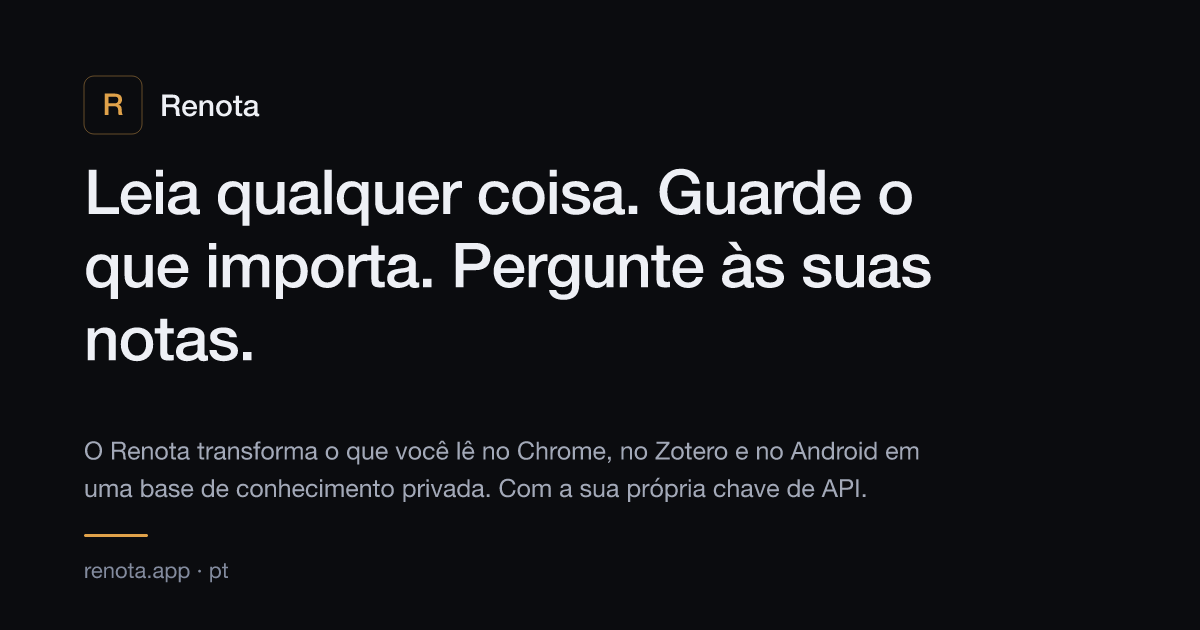 R
Renota
Leia qualquer coisa. Guarde o
que importa. Pergunte às suas
notas.
O Renota transforma o que você lê no Chrome, no Zotero e no Android em
uma base de conhecimento privada. Com a sua própria chave de API.
renota.app · pt